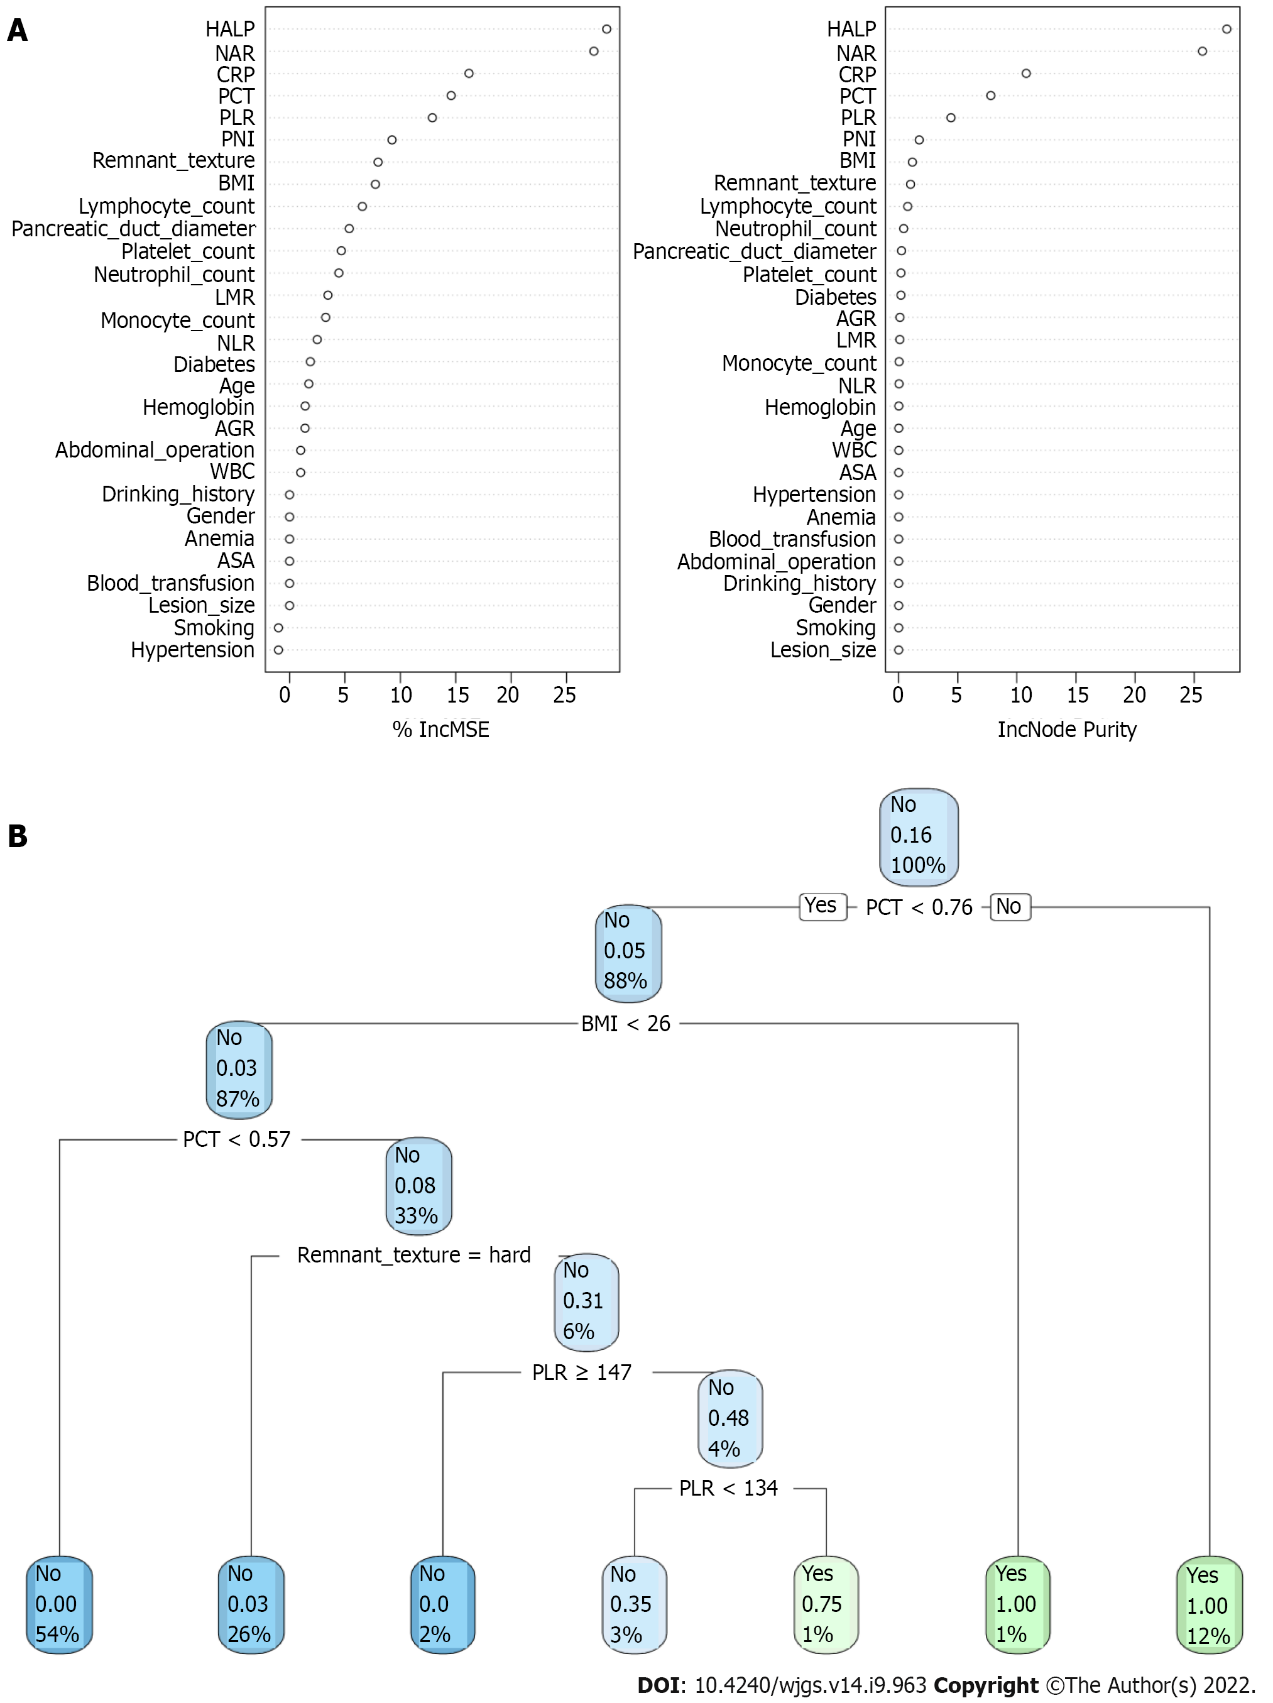 A
HALP
NAR
CRP
PCT
PLR
PNI
Remnant_texture
BMI
Lymphocyte_count
Pancreatic_duct_diameter
Platelet_count
Neutrophil_count
LMR
Monocyte_count
NLR
Diabetes
Age
Hemoglobin
AGR
Abdominal_operation
WBC
Drinking_history
Gender
Anemia
ASA
Blood_transfusion
Lesion_size
Smoking
Hypertension
0 5 10 15 20 25
% IncMSE
HALP
NAR
CRP
PCT
PLR
PNI
BMI
Remnant_texture
Lymphocyte_count
Neutrophil_count
Pancreatic_duct_diameter
Platelet_count
Diabetes
AGR
LMR
Monocyte_count
NLR
Hemoglobin
Age
WBC
ASA
Hypertension
Anemia
Blood_transfusion
Abdominal_operation
Drinking_history
Gender
Smoking
Lesion_size
0 5 10 15 20 25
IncNode Purity
B
No
0.16
100%
Yes PCT < 0.76 No
No
0.05
88%
BMI < 26
No
0.03
87%
PCT < 0.57
No
0.08
33%
Remnant_texture = hard
No
0.31
6%
PLR ≥ 147
No
0.48
4%
PLR < 134
No
0.00
54%
No
0.03
26%
No
0.0
2%
No
0.35
3%
Yes
0.75
1%
Yes
1.00
1%
Yes
1.00
12%
DOI: 10.4240/wjgs.v14.i9.963 Copyright ©The Author(s) 2022.